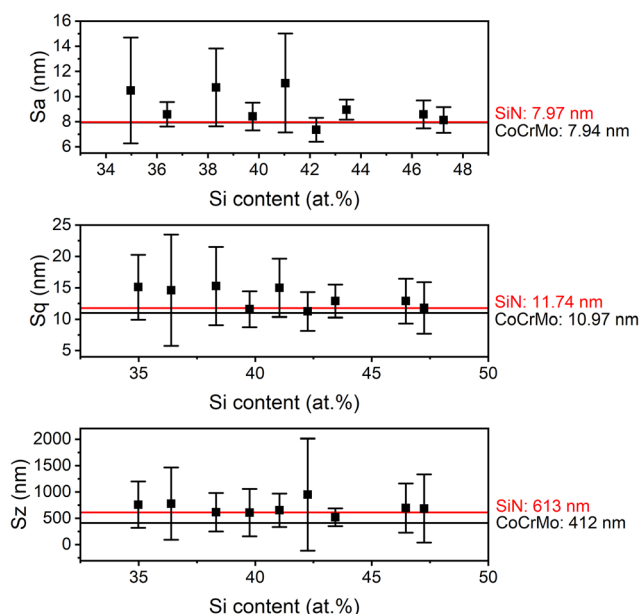 16
14
12
10
8
6
Sa (nm)
34 36 38 40 42 44 46 48
Si content (at.%)
SiN: 7.97 nm
CoCrMo: 7.94 nm
25
20
15
10
5
Sq (nm)
35 40 45 50
Si content (at.%)
SiN: 11.74 nm
CoCrMo: 10.97 nm
2000
1500
1000
500
0
Sz (nm)
35 40 45 50
Si content (at.%)
SiN: 613 nm
CoCrMo: 412 nm